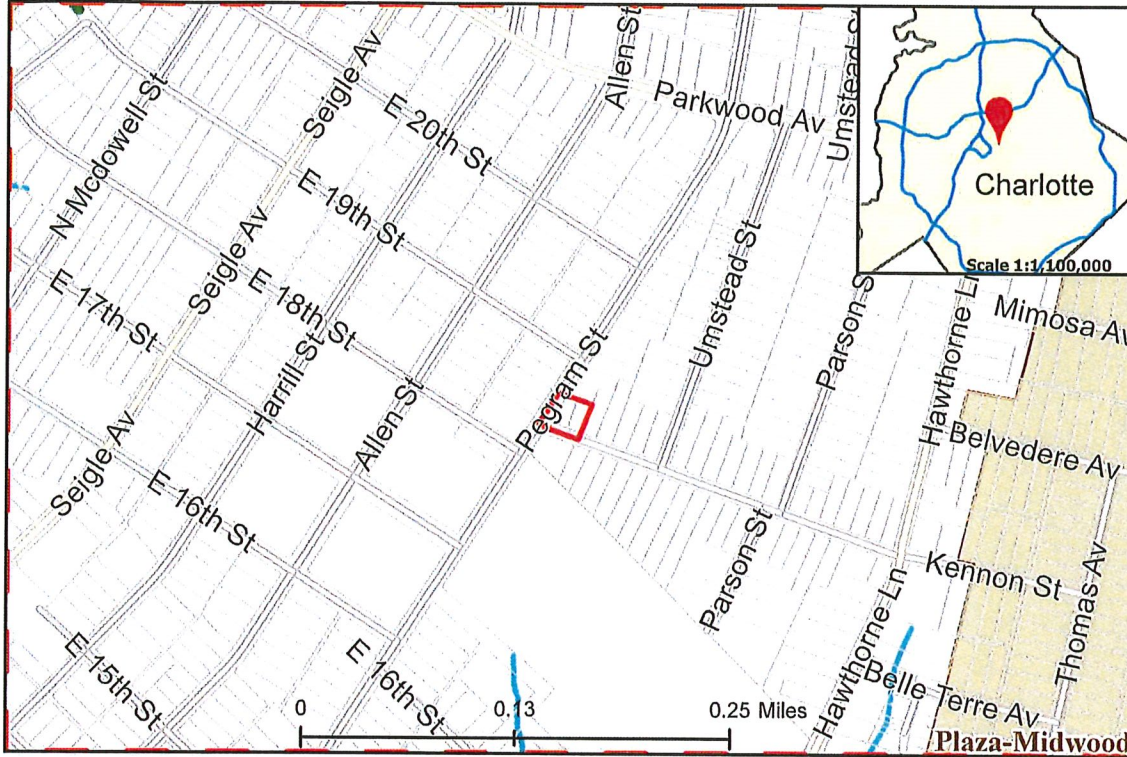 Allen St
Seigle Av
Umstead S
Parkwood Av
E 20th St
N Mcdowell St
Charlotte
E 19th St
Scale 1:1,100,000
Seigle Av
E 18th St
Umstead St
Parson S
Hawthorne Ln
Mimosa Av
E 17th St
Harrill St
Allen St
Pegram St
Belvedere Av
Seigle Av
E 16th St
Parson St
Kennon St
Thomas Av
Hawthorne Ln
E 15th St
E 16th St
Belle Terre Av
0 0.13 0.25 Miles
Plaza-Midwood